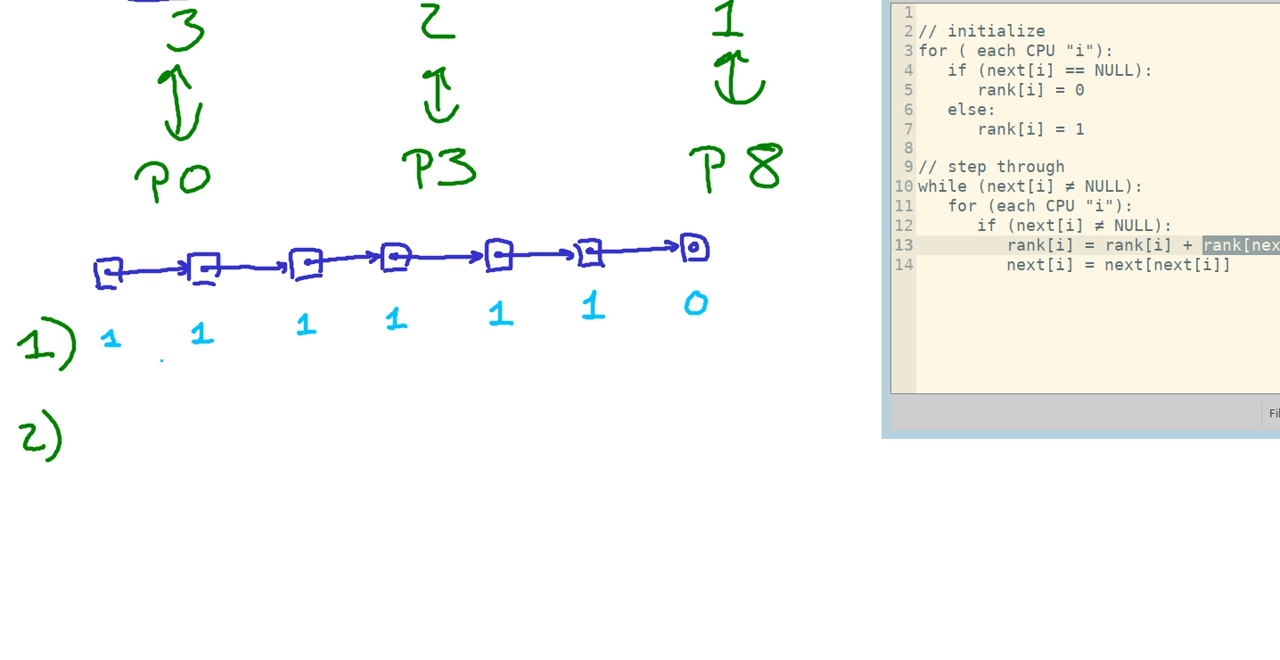 3 2 1
P0 P3 P8
1) 1 1 1 1 1 1 0
2)
1
2 // initialize
3 for ( each CPU "i"):
4 if (next[i] == NULL):
5 rank[i] = 0
6 else:
7 rank[i] = 1
8
9 // step through
10 while (next[i] ≠ NULL):
11 for (each CPU "i"):
12 if (next[i] ≠ NULL):
13 rank[i] = rank[i] + rank[nex
14 next[i] = next[next[i]]
Fil